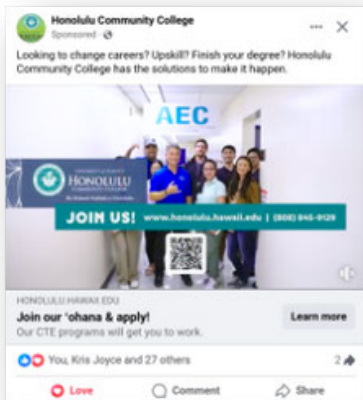 Honolulu Community College
Sponsored ·
Looking to change careers? Upskill? Finish your degree? Honolulu
Community College has the solutions to make it happen.
AEC
HONOLULU
COMMUNITY COLLEGE
JOIN US! www.honolulu.hawaii.edu | (808) 845-9129
HONOLULU.HAWAII.EDU
Join our ʻohana & apply!
Learn more
Our CTE programs will get you to work.
You, Kris Joyce and 27 others
2
Love
Comment
Share